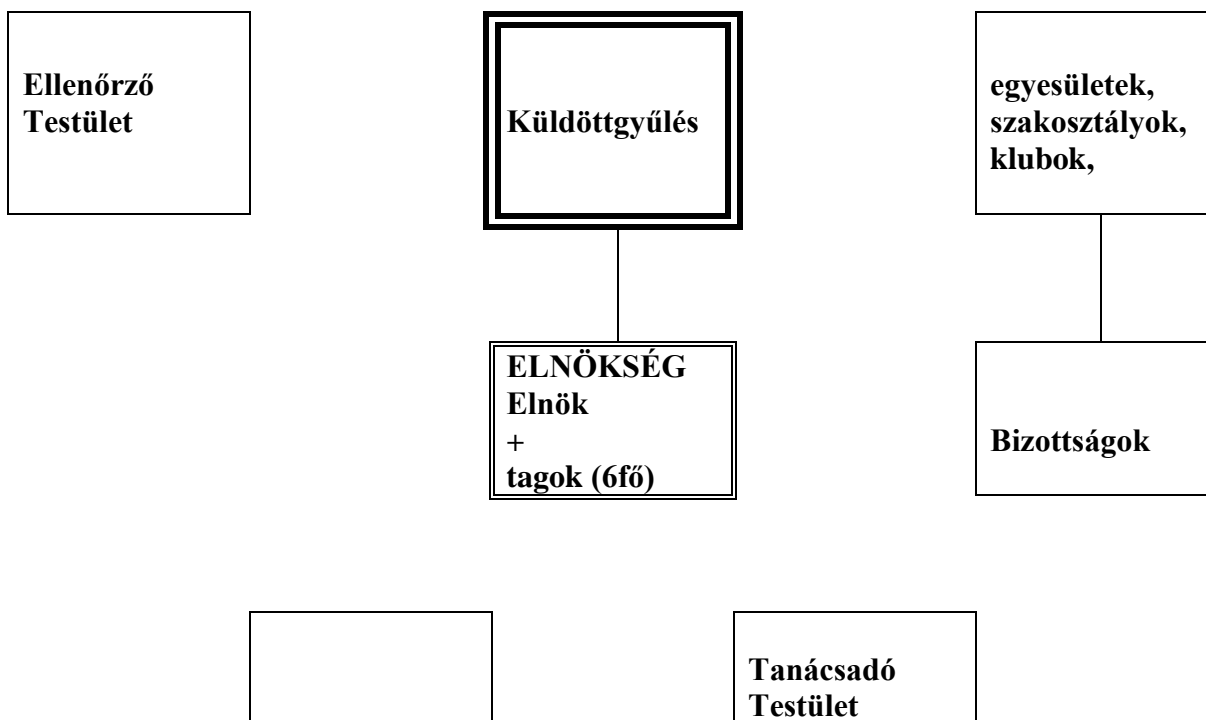 Ellenőrző
Testület
Küldöttgyűlés
egyesületek,
szakosztályok,
klubok,
ELNÖKSÉG
Elnök
+
tagok (6fő)
Bizottságok
Tanácsadó
Testület